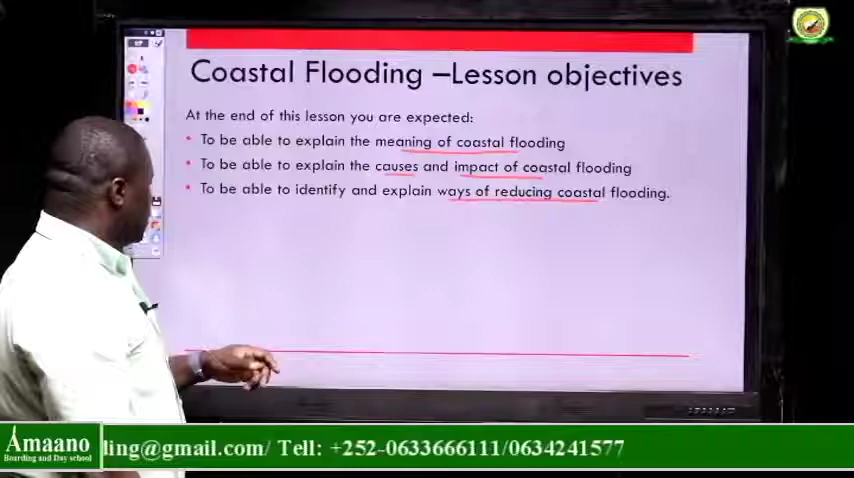 Coastal Flooding –Lesson objectives
At the end of this lesson you are expected:
• To be able to explain the meaning of coastal flooding
• To be able to explain the causes and impact of coastal flooding
• To be able to identify and explain ways of reducing coastal flooding.
Amaano
Boarding and Day school
ling@gmail.com/ Tell: +252-0633666111/0634241577